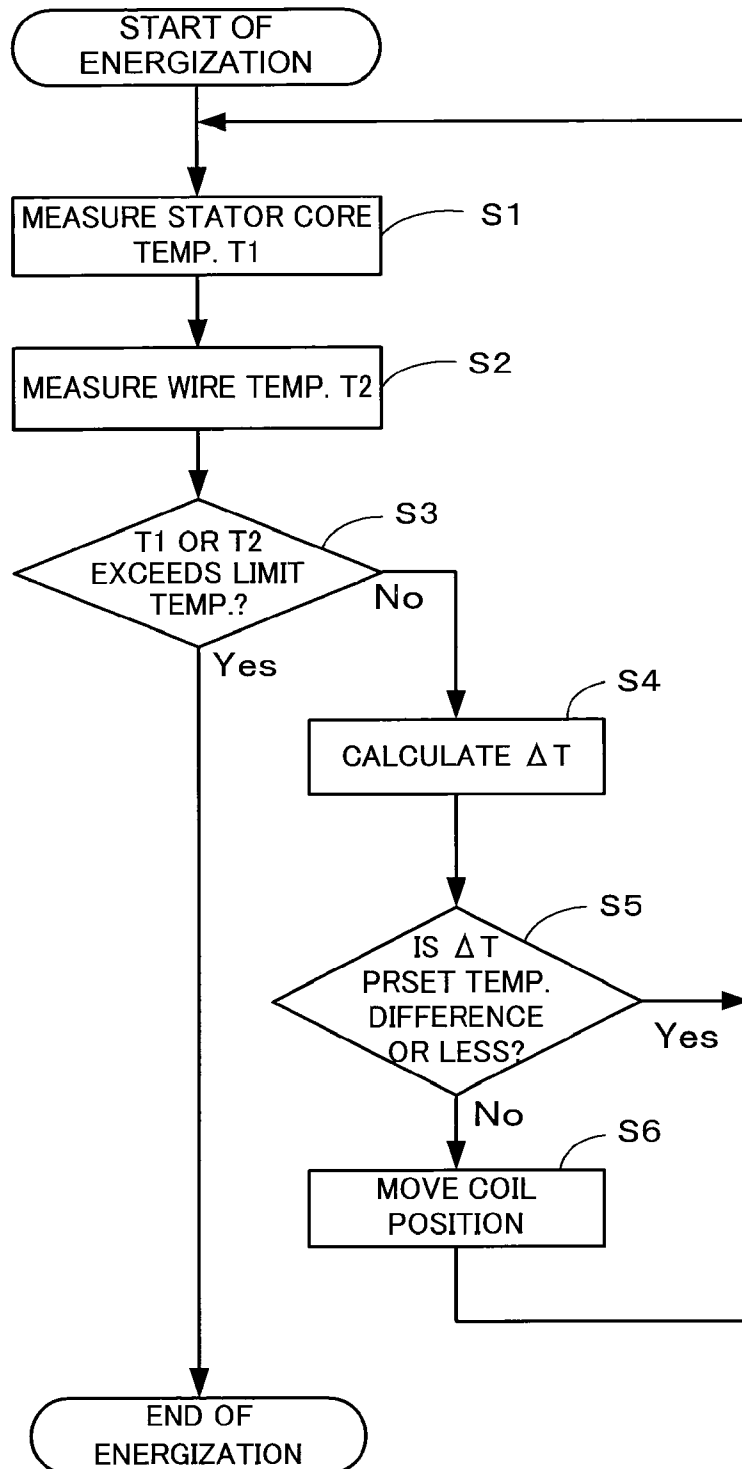 START OF
ENERGIZATION
MEASURE STATOR CORE
TEMP. T1
S1
MEASURE WIRE TEMP. T2
S2
T1 OR T2
EXCEEDS LIMIT
TEMP.?
S3
No
Yes
S4
CALCULATE ΔT
S5
IS ΔT
PRSET TEMP.
DIFFERENCE
OR LESS?
Yes
No
S6
MOVE COIL
POSITION
END OF
ENERGIZATION